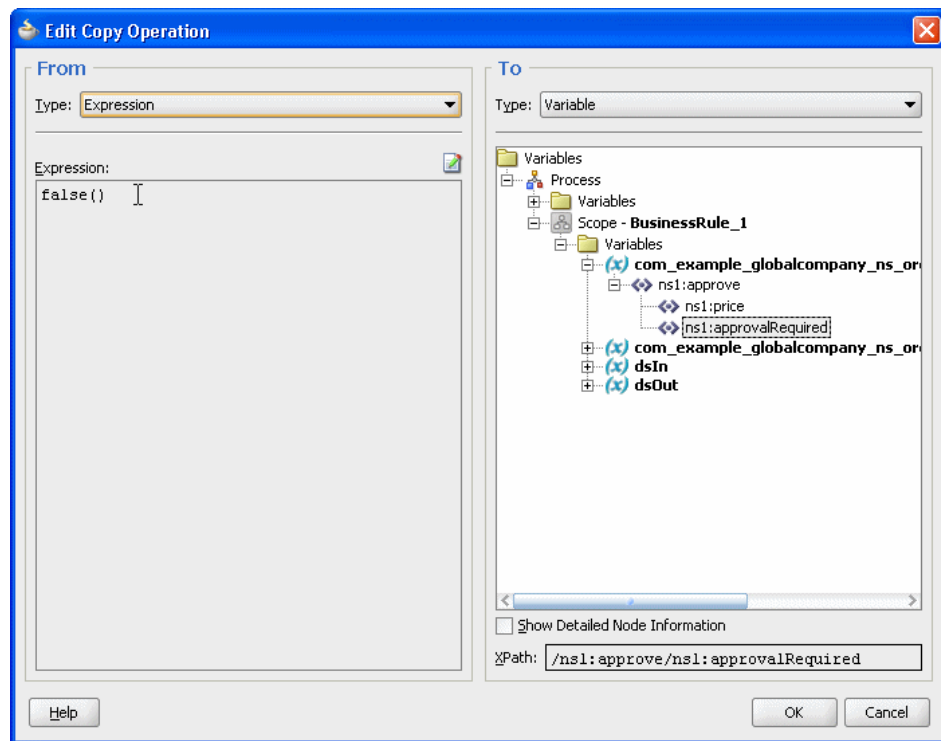 Edit Copy Operation
From
Type: Expression
Expression:
false()
To
Type: Variable
Variables
Process
Variables
Scope - BusinessRule_1
Variables
(x) com_example_globalcompany_ns_or
ns1:approve
ns1:price
ns1:approvalRequired
(x) com_example_globalcompany_ns_or
(x) dsIn
(x) dsOut
Show Detailed Node Information
XPath: /ns1:approve/ns1:approvalRequired
Help
OK
Cancel